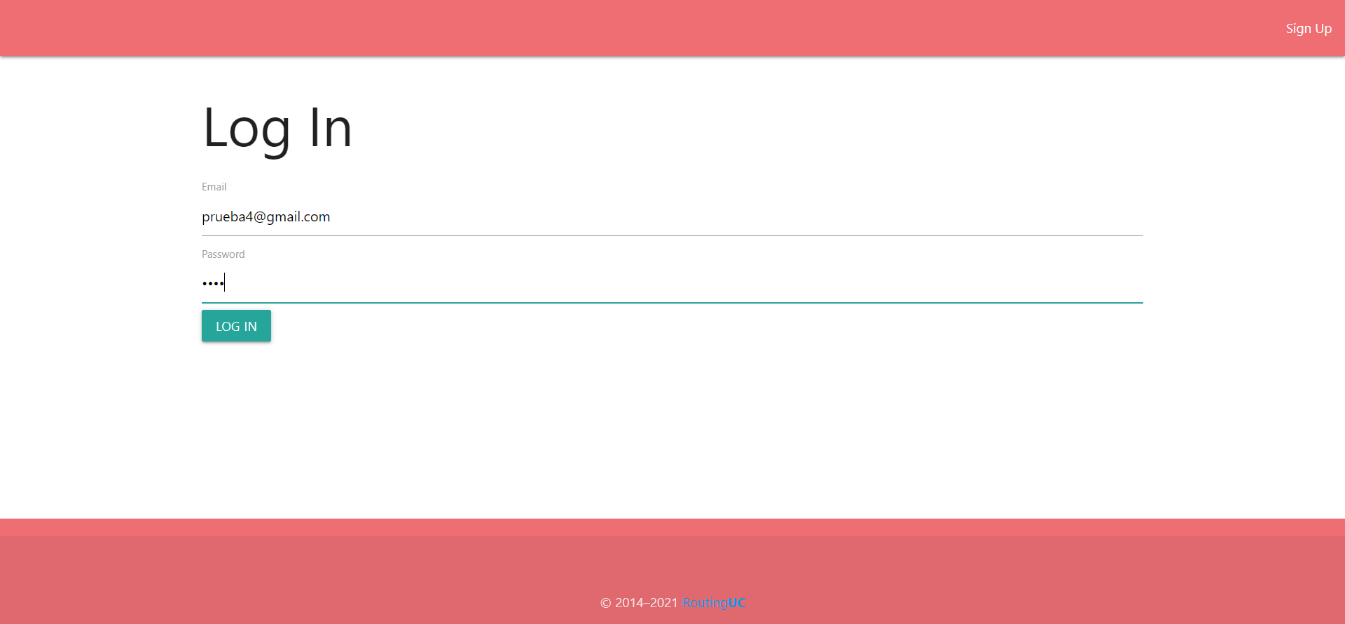 Sign Up
Log In
Email
prueba4@gmail.com
Password
••••
LOG IN
© 2014–2021 RoutingUC